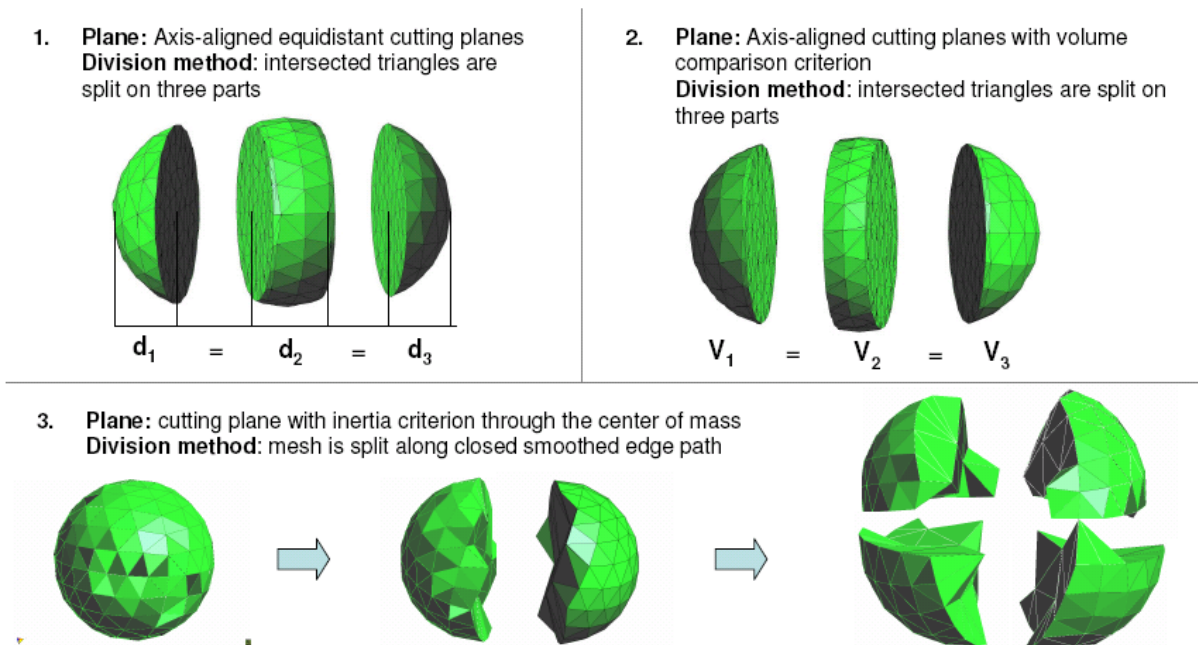 1. Plane: Axis-aligned equidistant cutting planes
Division method: intersected triangles are
split on three parts
d₁ = d₂ = d₃
2. Plane: Axis-aligned cutting planes with volume
comparison criterion
Division method: intersected triangles are split on
three parts
V₁ = V₂ = V₃
3. Plane: cutting plane with inertia criterion through the center of mass
Division method: mesh is split along closed smoothed edge path